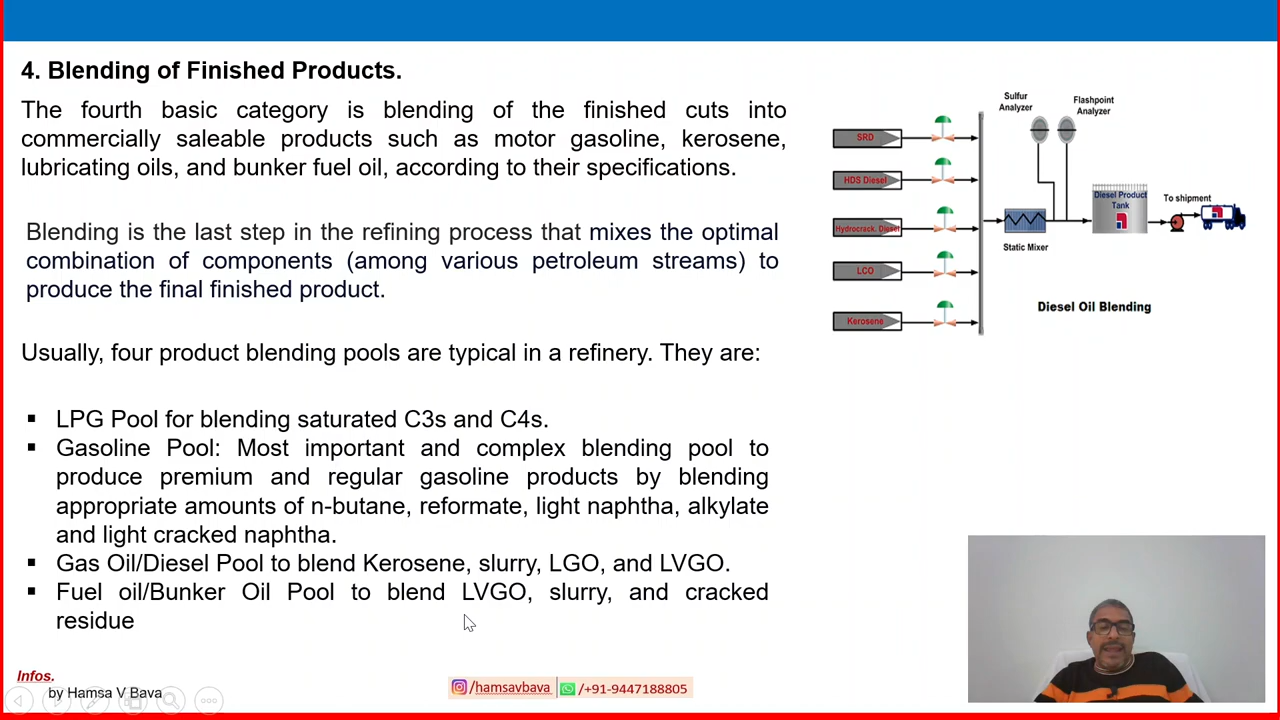 4. Blending of Finished Products.
The fourth basic category is blending of the finished cuts into
commercially saleable products such as motor gasoline, kerosene,
lubricating oils, and bunker fuel oil, according to their specifications.
Blending is the last step in the refining process that mixes the optimal
combination of components (among various petroleum streams) to
produce the final finished product.
Usually, four product blending pools are typical in a refinery. They are:
▪ LPG Pool for blending saturated C3s and C4s.
▪ Gasoline Pool: Most important and complex blending pool to
produce premium and regular gasoline products by blending
appropriate amounts of n-butane, reformate, light naphtha, alkylate
and light cracked naphtha.
▪ Gas Oil/Diesel Pool to blend Kerosene, slurry, LGO, and LVGO.
▪ Fuel oil/Bunker Oil Pool to blend LVGO, slurry, and cracked
residue
Sulfur
Analyzer
Flashpoint
Analyzer
SRD
HDS Diesel
Hydrocrack. Diesel
LCO
Kerosene
Static Mixer
Diesel Product
Tank
To shipment
Diesel Oil Blending
Infos.
by Hamsa V Bava
/hamsavbava
/+91-9447188805